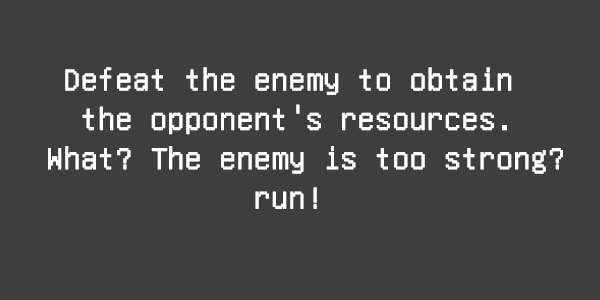 Defeat the enemy to obtain
the opponent's resources.
What? The enemy is too strong?
run!